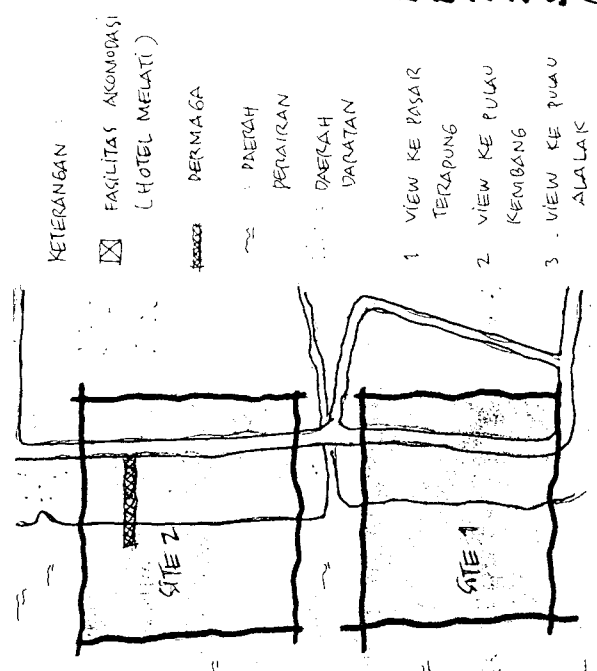 KETERANGAN :
FASILITAS AKOMODASI
(HOTEL MELATI)
DERMAGA
: DAERAH
PERAIRAN
: DAERAH
DARATAN
1 VIEW KE PASAR
TERAPUNG
2 VIEW KE PULAU
KEMBANG
3 . VIEW KE PULAU
ALALAK
SITE 2
SITE 1